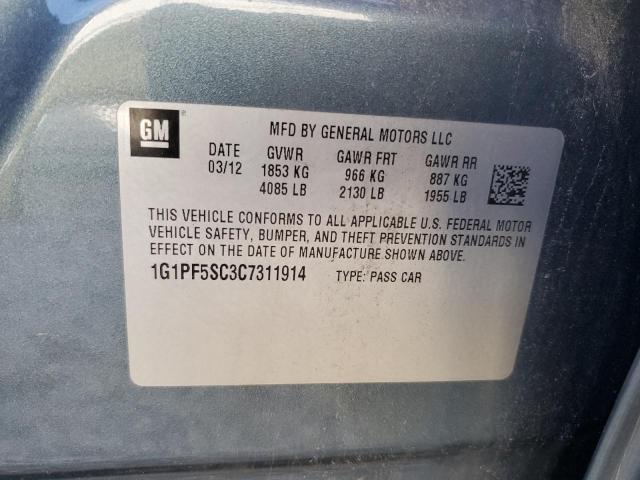 GM ®
MFD BY GENERAL MOTORS LLC
DATE GVWR GAWR FRT GAWR RR
03/12 1853 KG 966 KG 887 KG
4085 LB 2130 LB 1955 LB
THIS VEHICLE CONFORMS TO ALL APPLICABLE U.S. FEDERAL MOTOR
VEHICLE SAFETY, BUMPER, AND THEFT PREVENTION STANDARDS IN
EFFECT ON THE DATE OF MANUFACTURE SHOWN ABOVE.
1G1PF5SC3C7311914 TYPE: PASS CAR